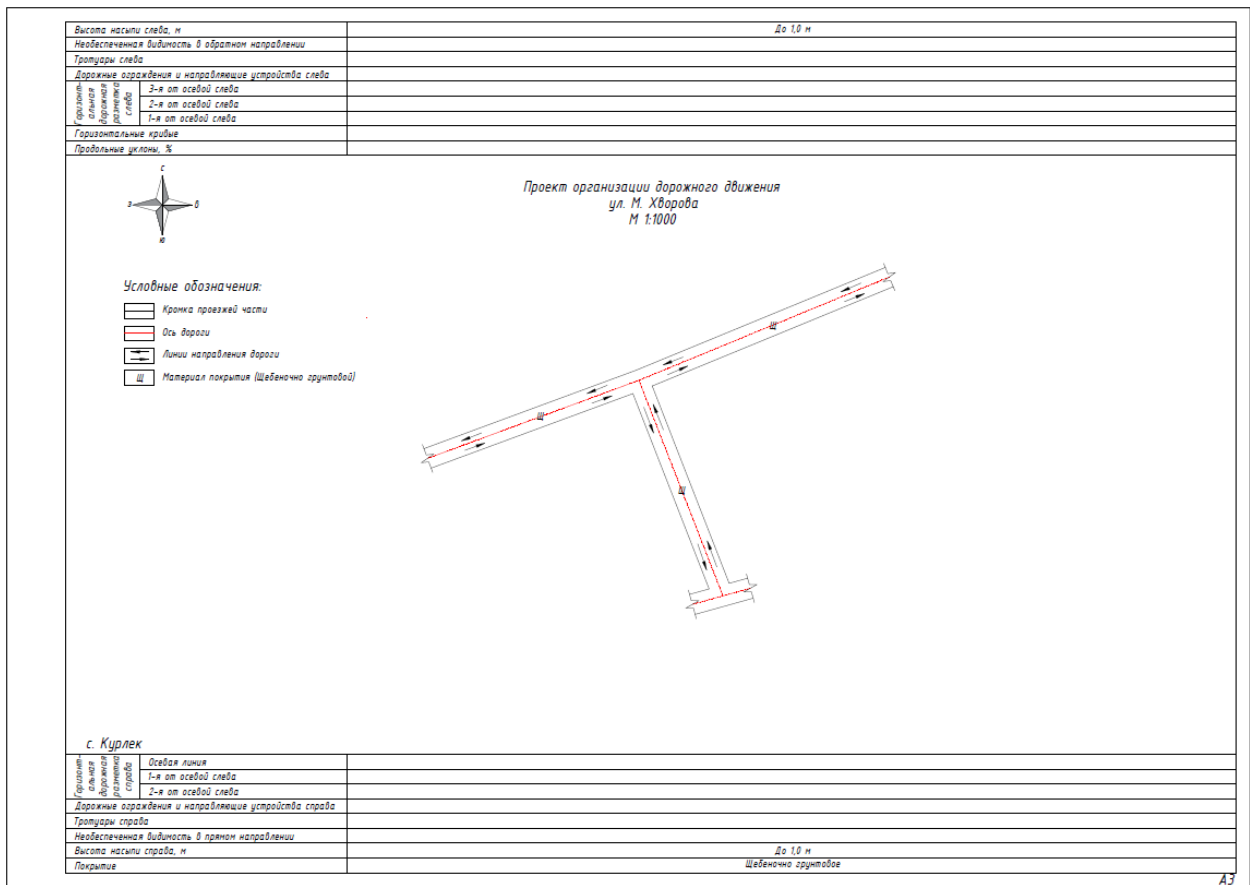 Высота насыпи слева, м
До 1,0 м
Необеспеченная видимость в обратном направлении
Тротуары слева
Дорожные ограждения и направляющие устройства слева
Горизонт-
альная
дорожная
разметка
слева
3-я от осевой слева
2-я от осевой слева
1-я от осевой слева
Горизонтальные кривые
Продольные уклоны, %
с
з
в
ю
Проект организации дорожного движения
ул. М. Хворова
М 1:1000
Условные обозначения:
Кромка проезжей части
Ось дороги
Линии направления дороги
Щ
Материал покрытия (Щебеночно грунтовой)
Щ
Щ
Щ
с. Курлек
Горизонт-
альная
дорожная
разметка
справа
Осевая линия
1-я от осевой слева
2-я от осевой слева
Дорожные ограждения и направляющие устройства справа
Тротуары справа
Необеспеченная видимость в прямом направлении
Высота насыпи справа, м
До 1,0 м
Покрытие
Щебеночно грунтовое
А3